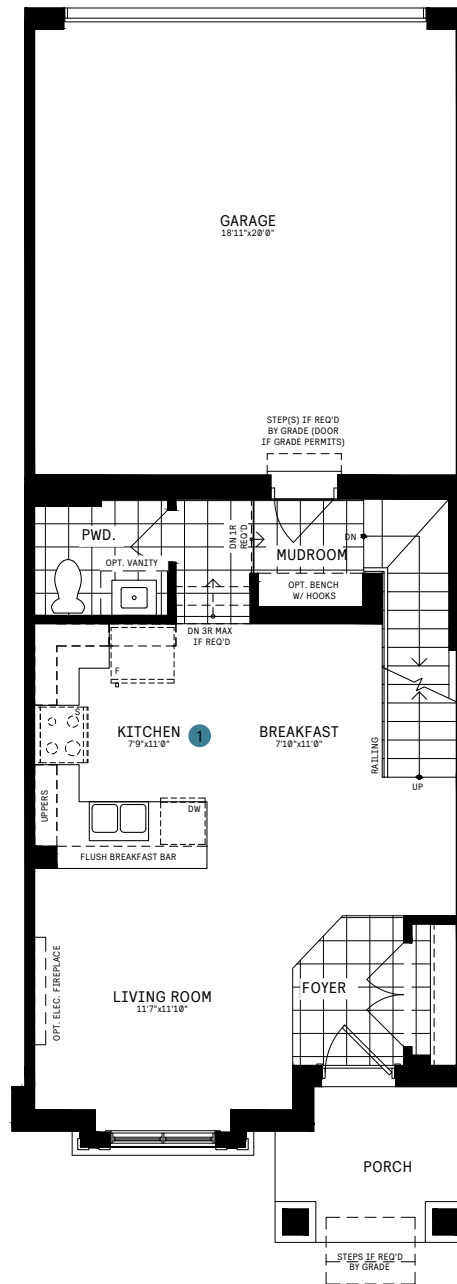 GARAGE
18'11"x20'0"
STEP(S) IF REQ'D
BY GRADE (DOOR
IF GRADE PERMITS)
PWD.
OPT. VANITY
DN 1R
REQ'D
MUDROOM
DN
OPT. BENCH
W/ HOOKS
DN 3R MAX
IF REQ'D
F
S
KITCHEN
7'9"x11'0"
1
BREAKFAST
7'10"x11'0"
RAILING
UP
UPPERS
DW
FLUSH BREAKFAST BAR
OPT. ELEC. FIREPLACE
LIVING ROOM
11'7"x11'10"
FOYER
PORCH
STEPS IF REQ'D
BY GRADE